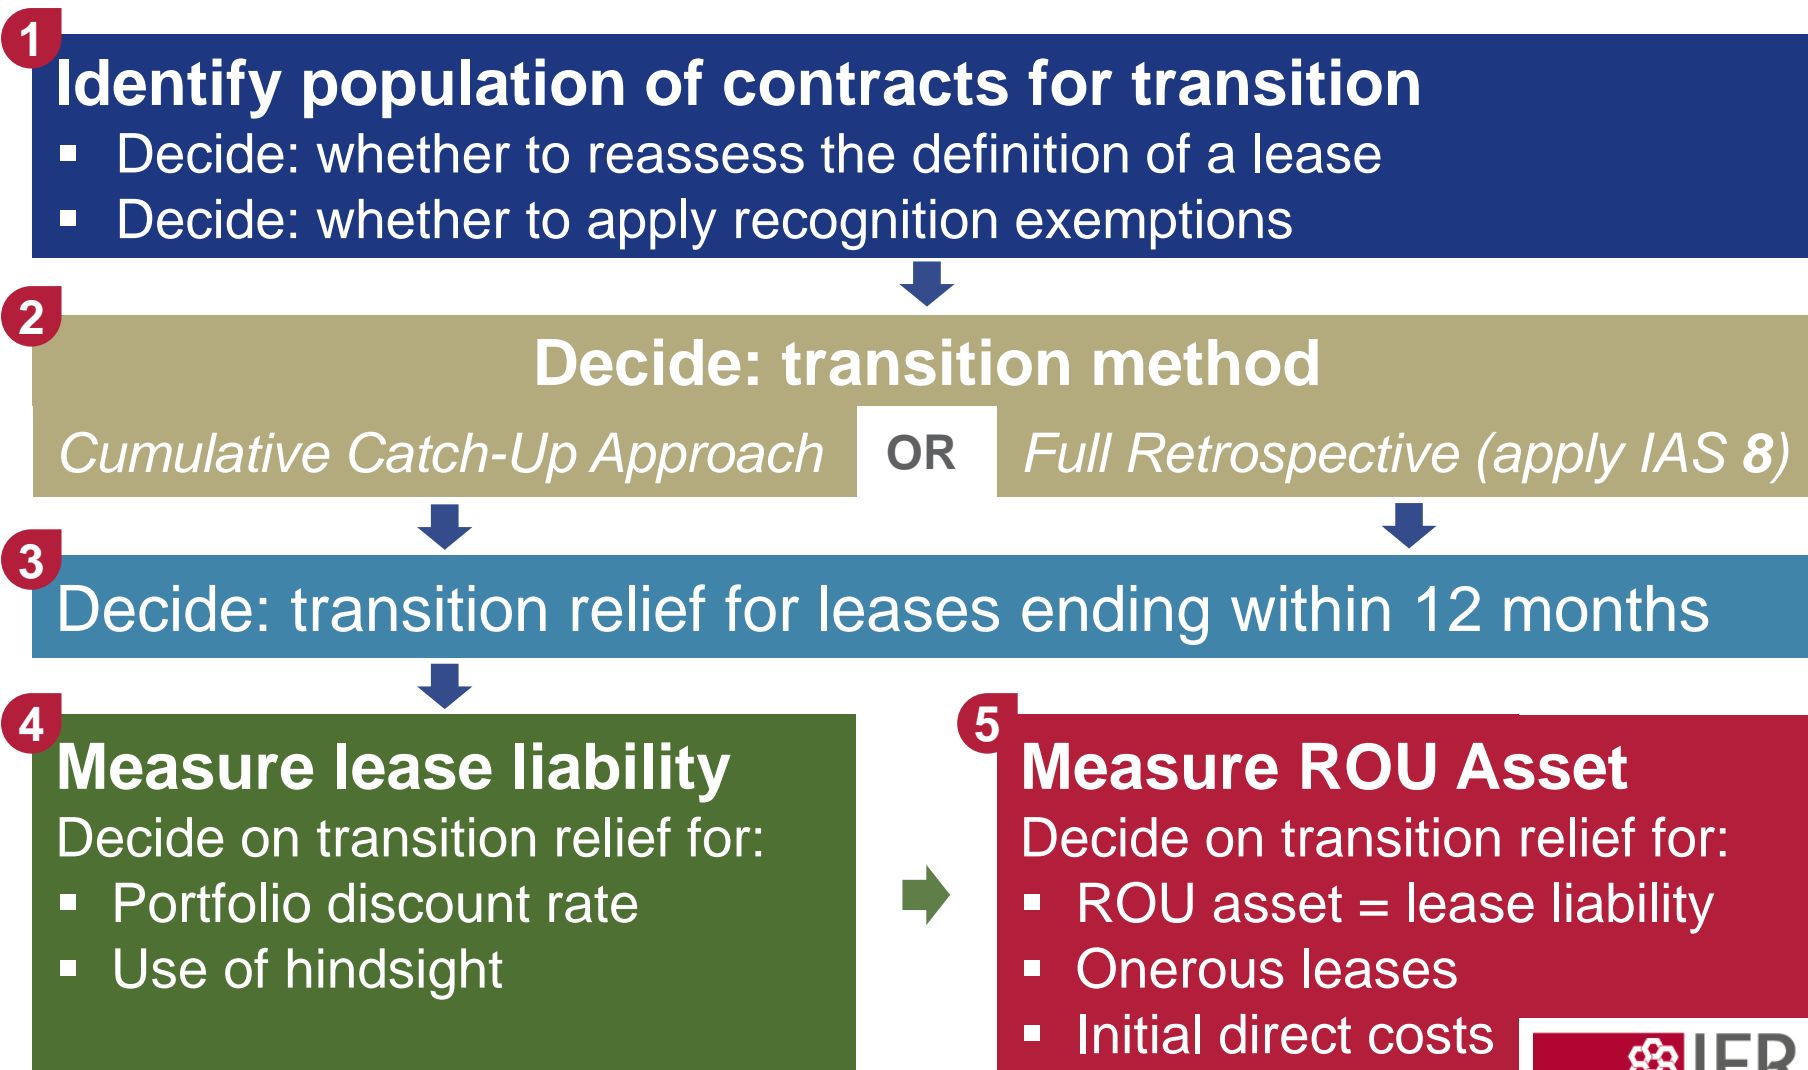 1
Identify population of contracts for transition
▪ Decide: whether to reassess the definition of a lease
▪ Decide: whether to apply recognition exemptions
2
Decide: transition method
Cumulative Catch-Up Approach OR Full Retrospective (apply IAS 8)
3
Decide: transition relief for leases ending within 12 months
4
Measure lease liability
Decide on transition relief for:
▪ Portfolio discount rate
▪ Use of hindsight
5
Measure ROU Asset
Decide on transition relief for:
▪ ROU asset = lease liability
▪ Onerous leases
▪ Initial direct costs